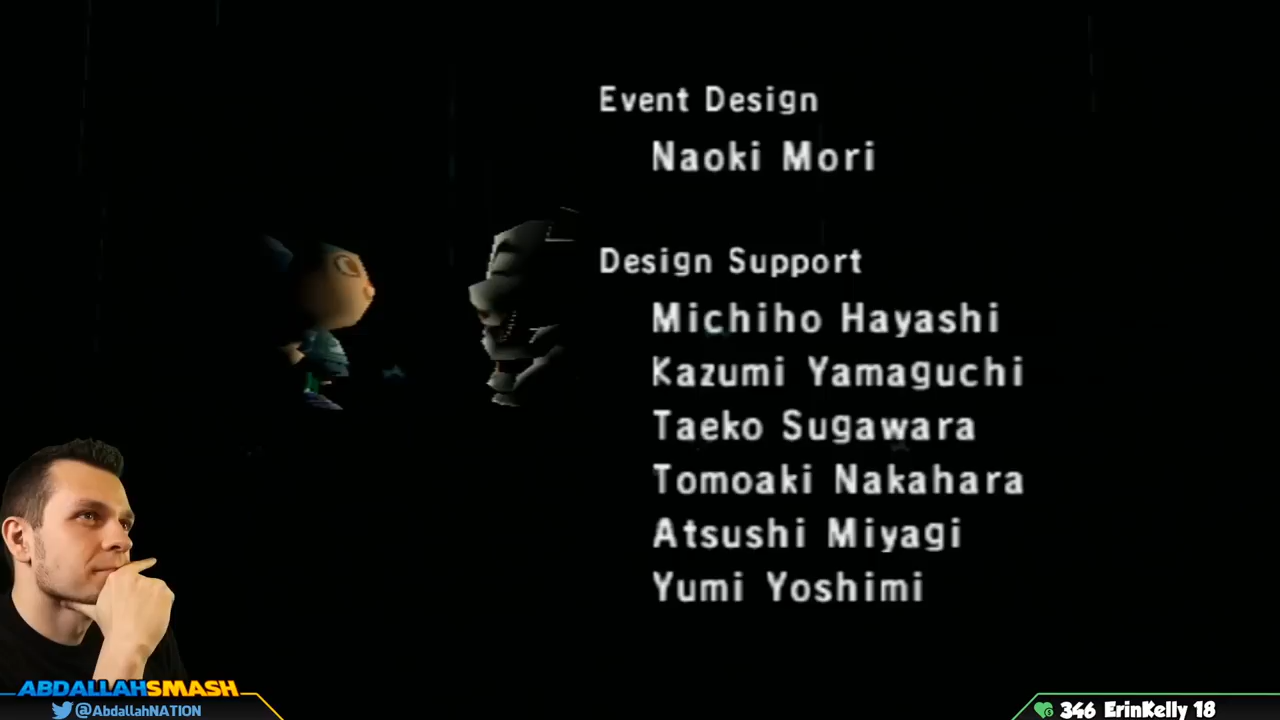 Event Design
Naoki Mori
Design Support
Michiho Hayashi
Kazumi Yamaguchi
Taeko Sugawara
Tomoaki Nakahara
Atsushi Miyagi
Yumi Yoshimi
ABDALLAHSMASH
@AbdallahNATION
346 ErinKelly 18